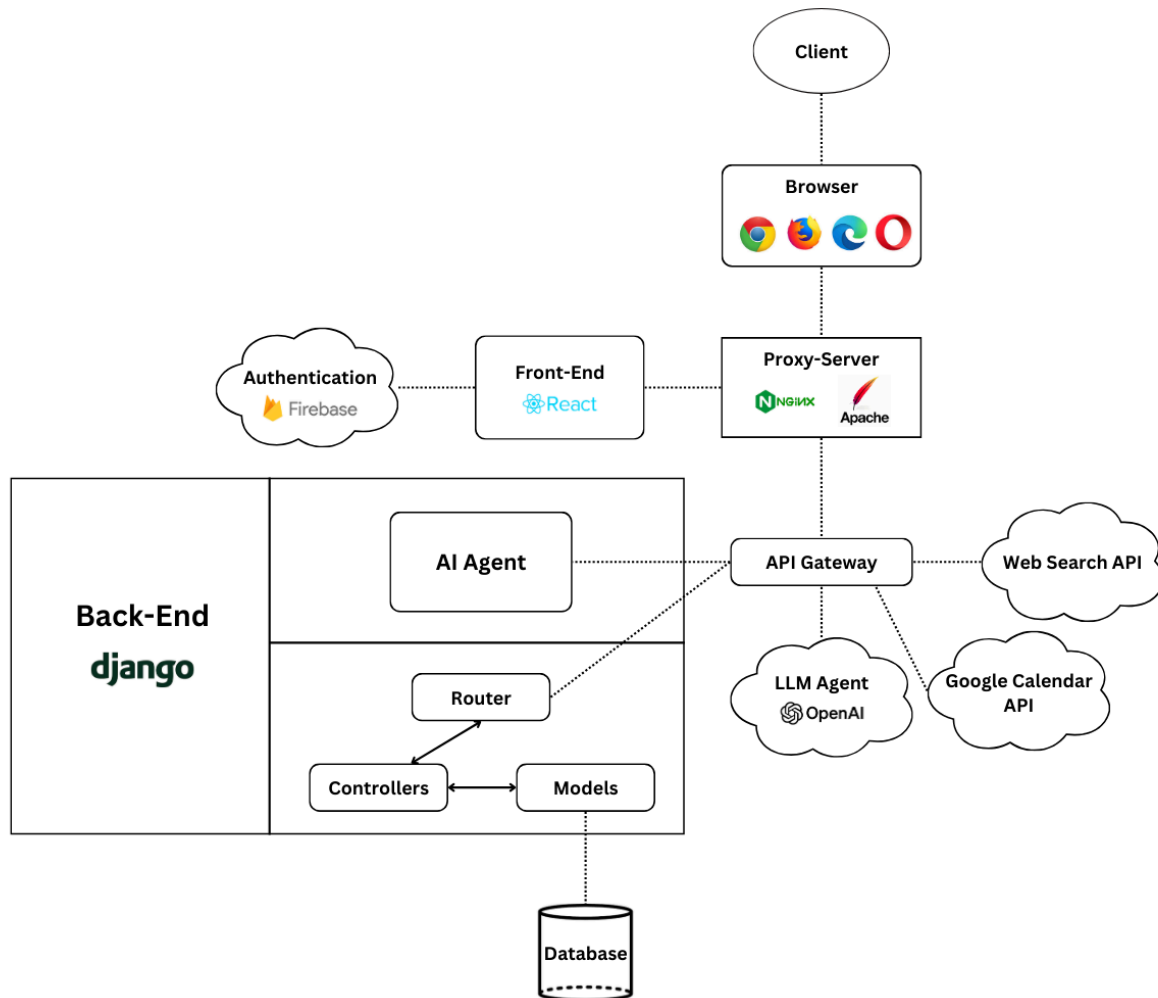 Client
Browser
Authentication
Firebase
Front-End
React
Proxy-Server
NGINX
Apache
Back-End
django
AI Agent
API Gateway
Web Search API
Router
LLM Agent
OpenAI
Google Calendar
API
Controllers
Models
Database